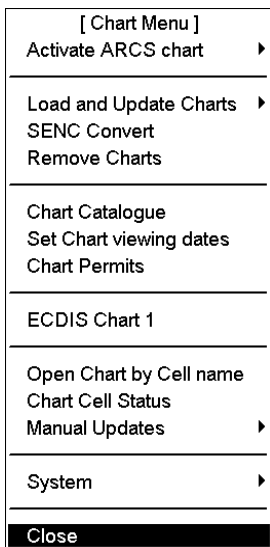 [ Chart Menu ]
Activate ARCS chart
Load and Update Charts
SENC Convert
Remove Charts
Chart Catalogue
Set Chart viewing dates
Chart Permits
ECDIS Chart 1
Open Chart by Cell name
Chart Cell Status
Manual Updates
System
Close